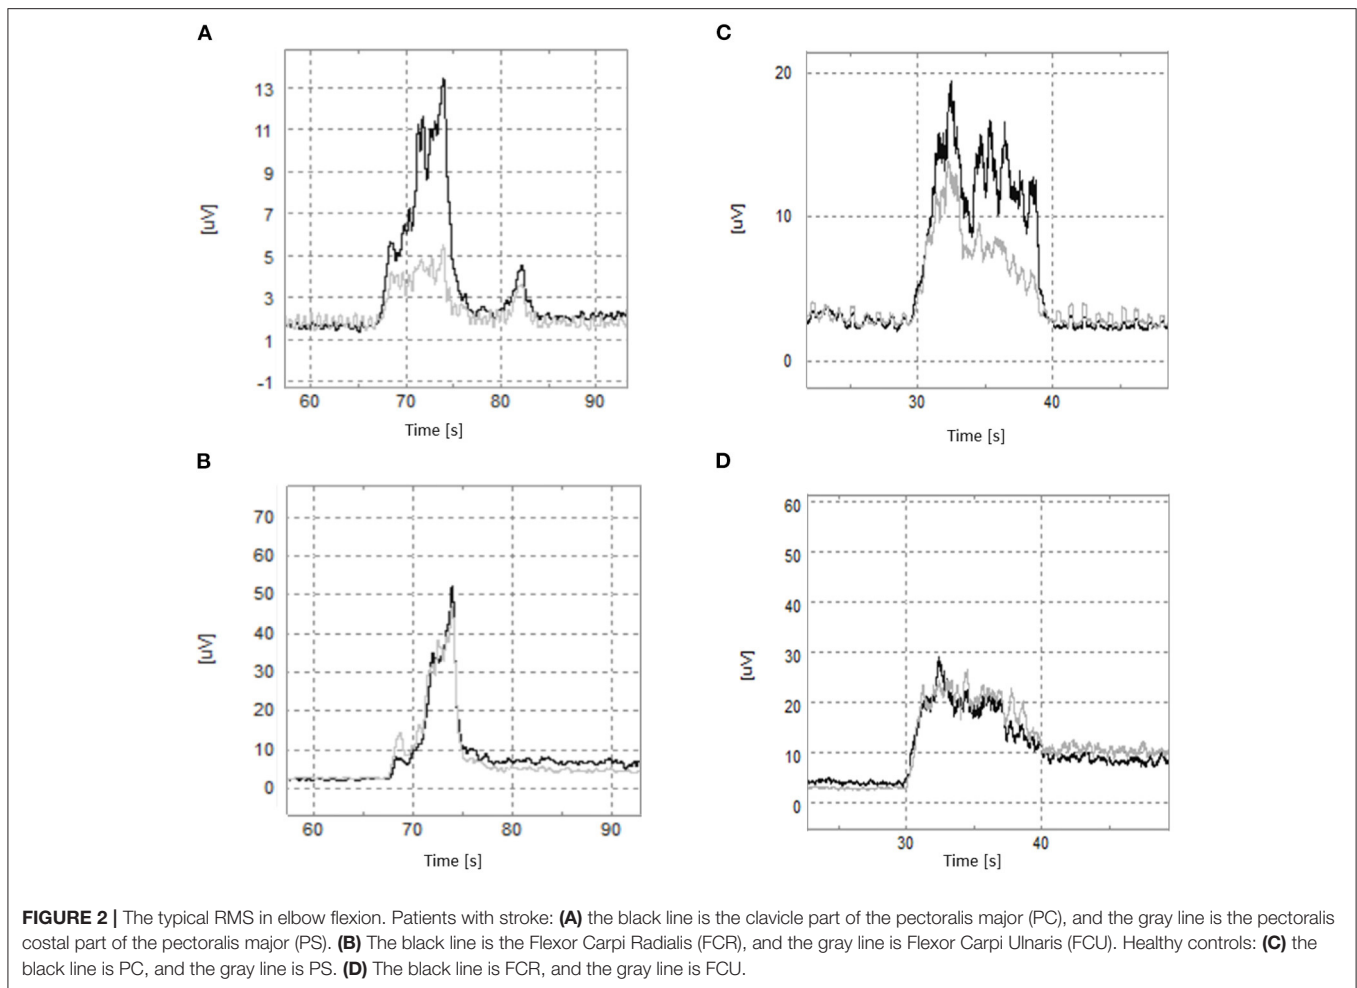 A
13
11
9
7
5
3
1
-1
[uV]
60 70 80 90
Time [s]
C
20
10
0
[uV]
30 40
Time [s]
B
70
60
50
40
30
20
10
0
[uV]
60 70 80 90
Time [s]
D
60
50
40
30
20
10
0
[uV]
30 40
Time [s]
FIGURE 2 | The typical RMS in elbow flexion. Patients with stroke: (A) the black line is the clavicle part of the pectoralis major (PC), and the gray line is the pectoralis
costal part of the pectoralis major (PS). (B) The black line is the Flexor Carpi Radialis (FCR), and the gray line is Flexor Carpi Ulnaris (FCU). Healthy controls: (C) the
black line is PC, and the gray line is PS. (D) The black line is FCR, and the gray line is FCU.